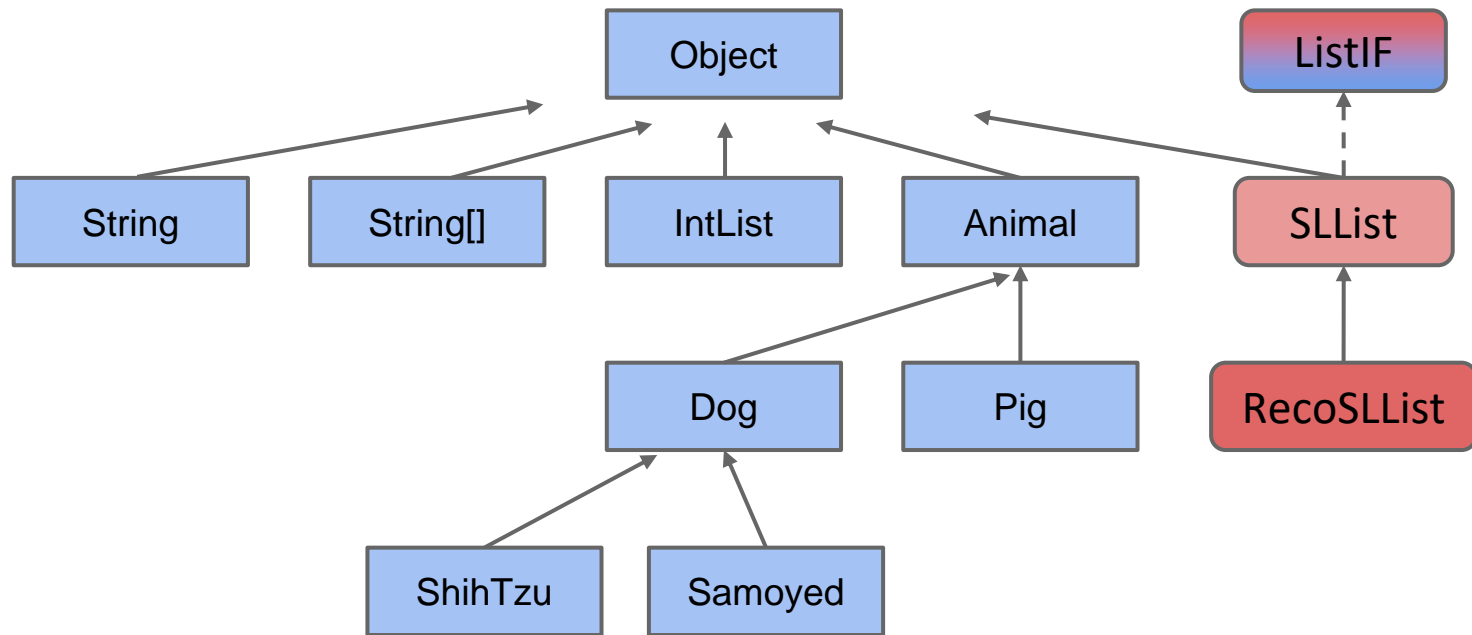 Object
ListIF
String
String[]
IntList
Animal
SLList
Dog
Pig
RecoSLList
ShihTzu
Samoyed